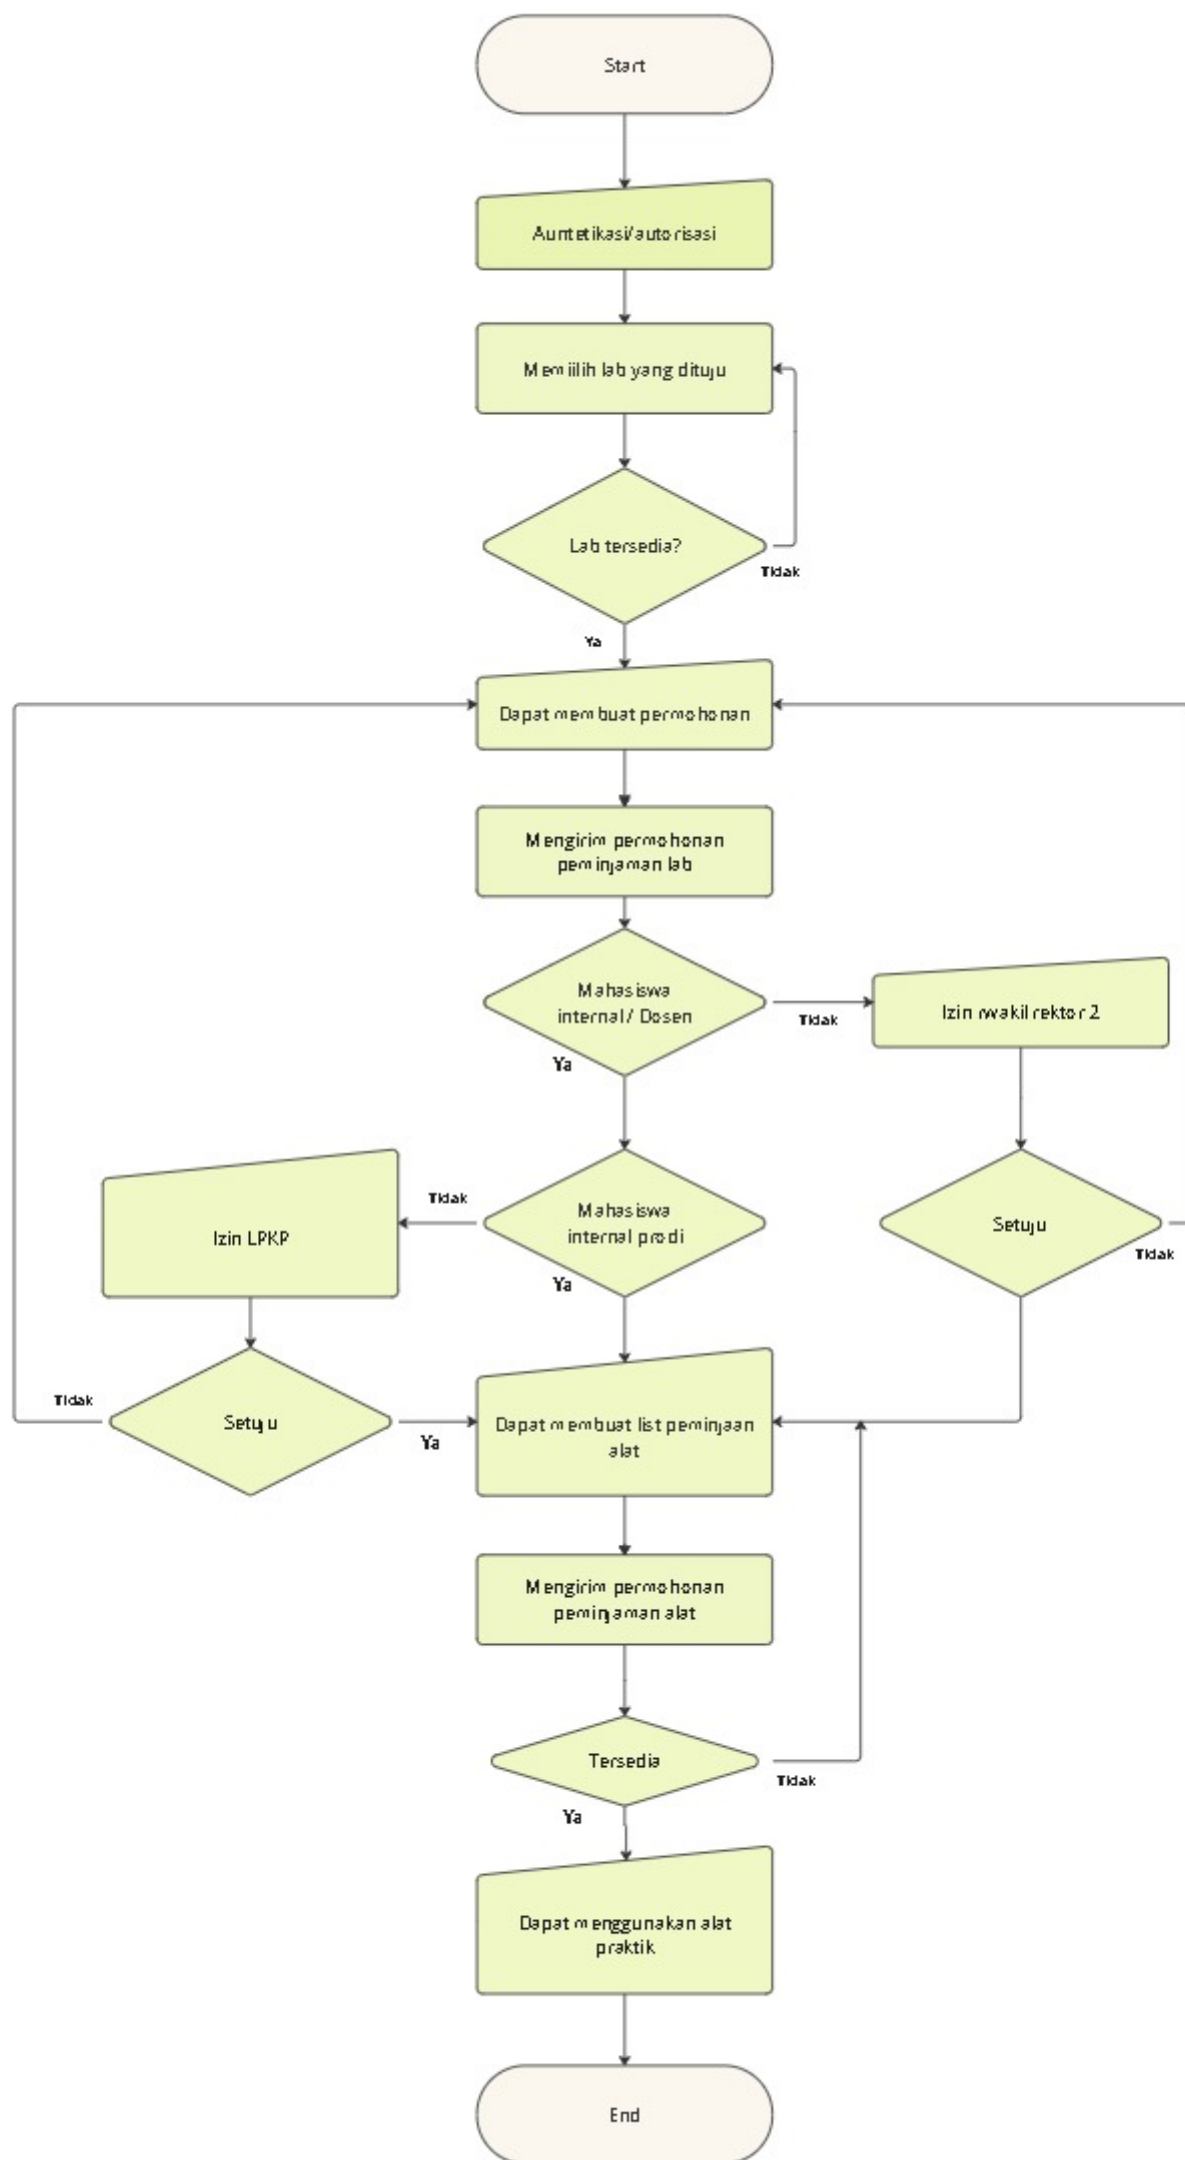 Start
Auntetikasi/autorisasi
Memiilih lab yang dituju
Lab tersedia?
Tidak
Ya
Dapat membuat permohonan
Mengirim permohonan
peminjaman lab
Mahasiswa
internal / Dosen
Tidak
Izin rwakil rektor 2
Ya
Mahasiswa
internal prodi
Tidak
Izin LPKP
Setuju
Tidak
Ya
Setuju
Tidak
Ya
Dapat membuat list peminjaan
alat
Mengirim permohonan
peminjaman alat
Tersedia
Tidak
Ya
Dapat menggunakan alat
praktik
End